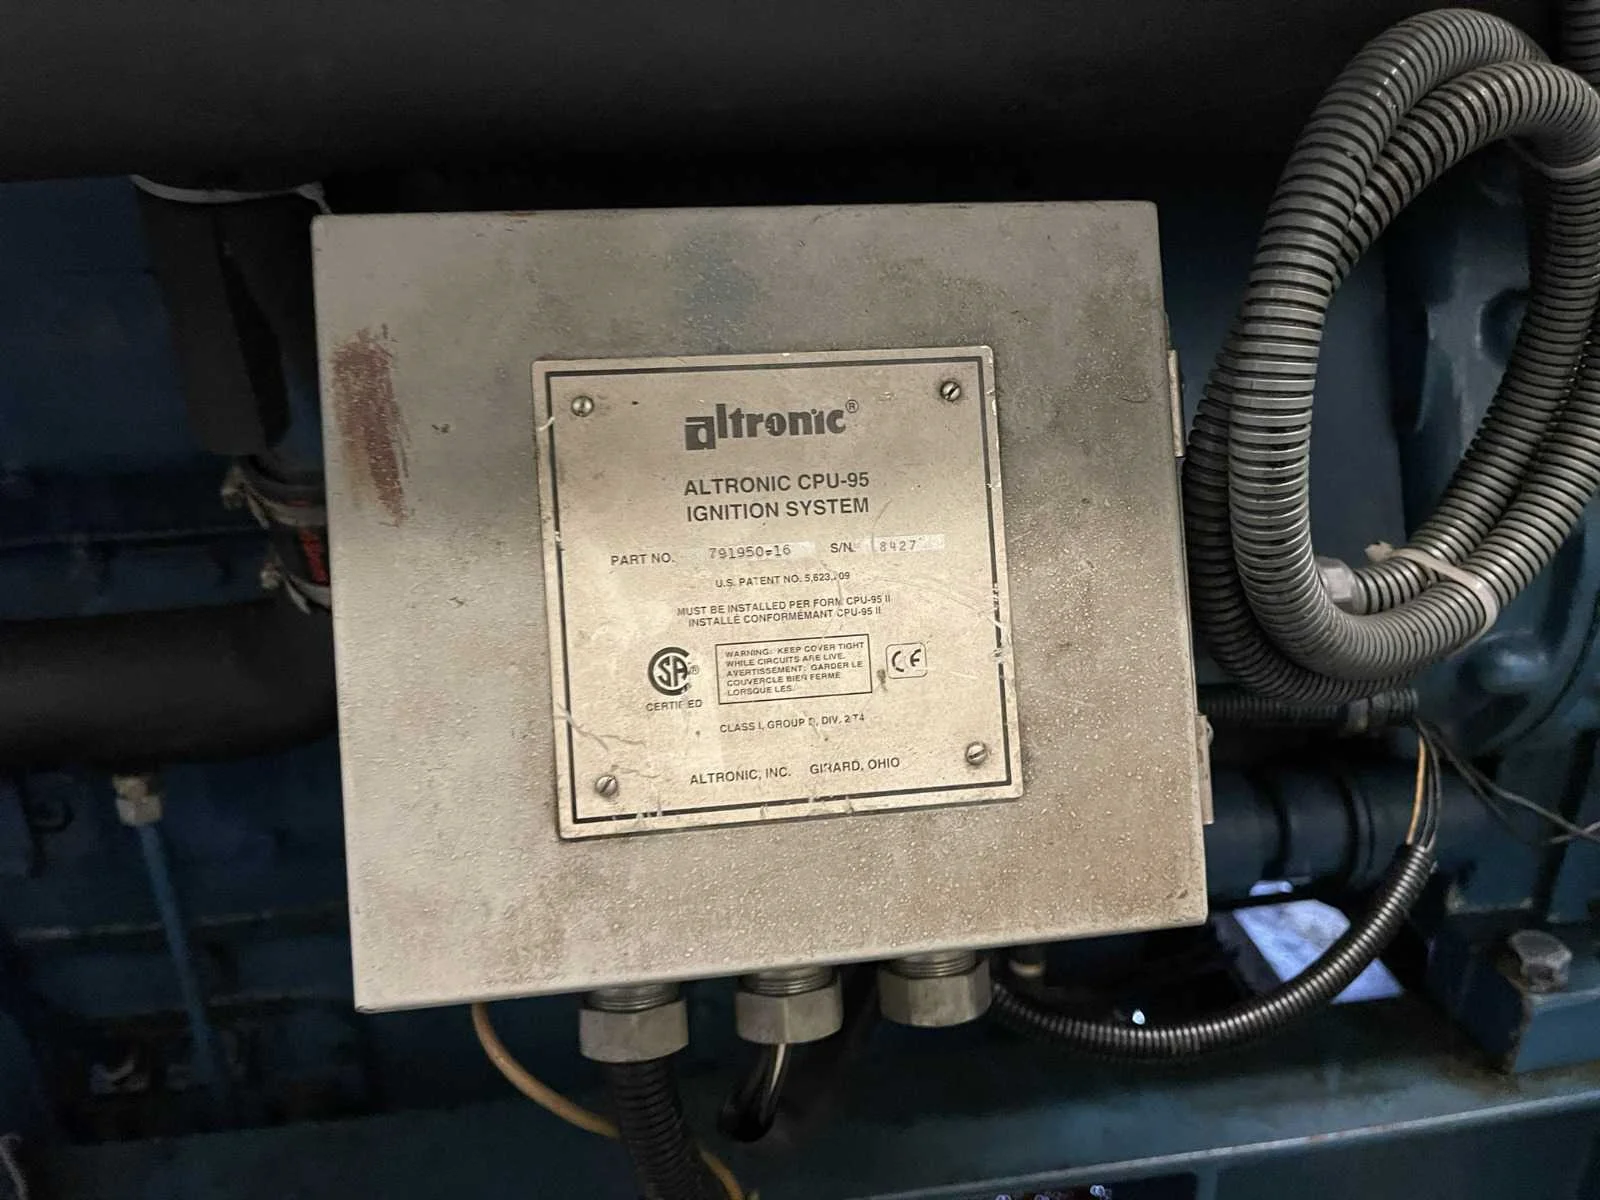 altronic®
ALTRONIC CPU-95
IGNITION SYSTEM
PART NO. 791950-16 S/N. 8427
U.S. PATENT NO.
MUST BE INSTALLED PER FORM CPU-95 II
INSTALLÉ CONFORMÉMANT CPU-95 II
CSA®
CERTIFIED
WARNING: KEEP COVER TIGHT
WHILE CIRCUITS ARE LIVE.
AVERTISSEMENT: GARDER LE
COUVERCLE BIEN FERMÉ
LORSQUE LES
CE
CLASS I, GROUP D, DIV. 2 T4
ALTRONIC, INC. GIRARD, OHIO